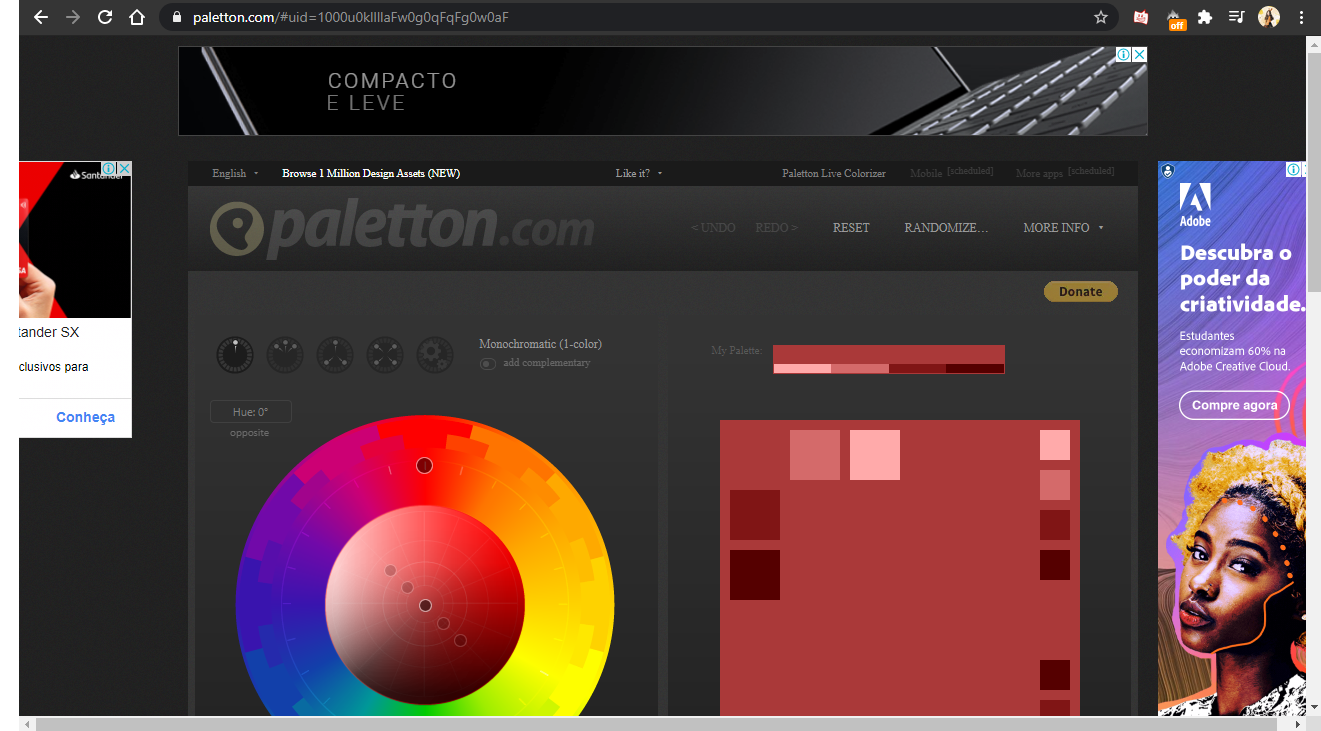 paletton.com/#uid=1000u0kllllaFw0g0qFqFg0w0aF
off
COMPACTO
E LEVE
Santander
English
Browse 1 Million Design Assets (NEW)
Like it?
Paletton Live Colorizer
Mobile [scheduled]
More apps [scheduled]
paletton.com
< UNDO
REDO >
RESET
RANDOMIZE...
MORE INFO
Donate
Monochromatic (1-color)
add complementary
My Palette:
Hue: 0°
opposite
tander SX
clusivos para
Conheça
Adobe
Descubra o
poder da
criatividade.
Estudantes
economizam 60% na
Adobe Creative Cloud.
Compre agora